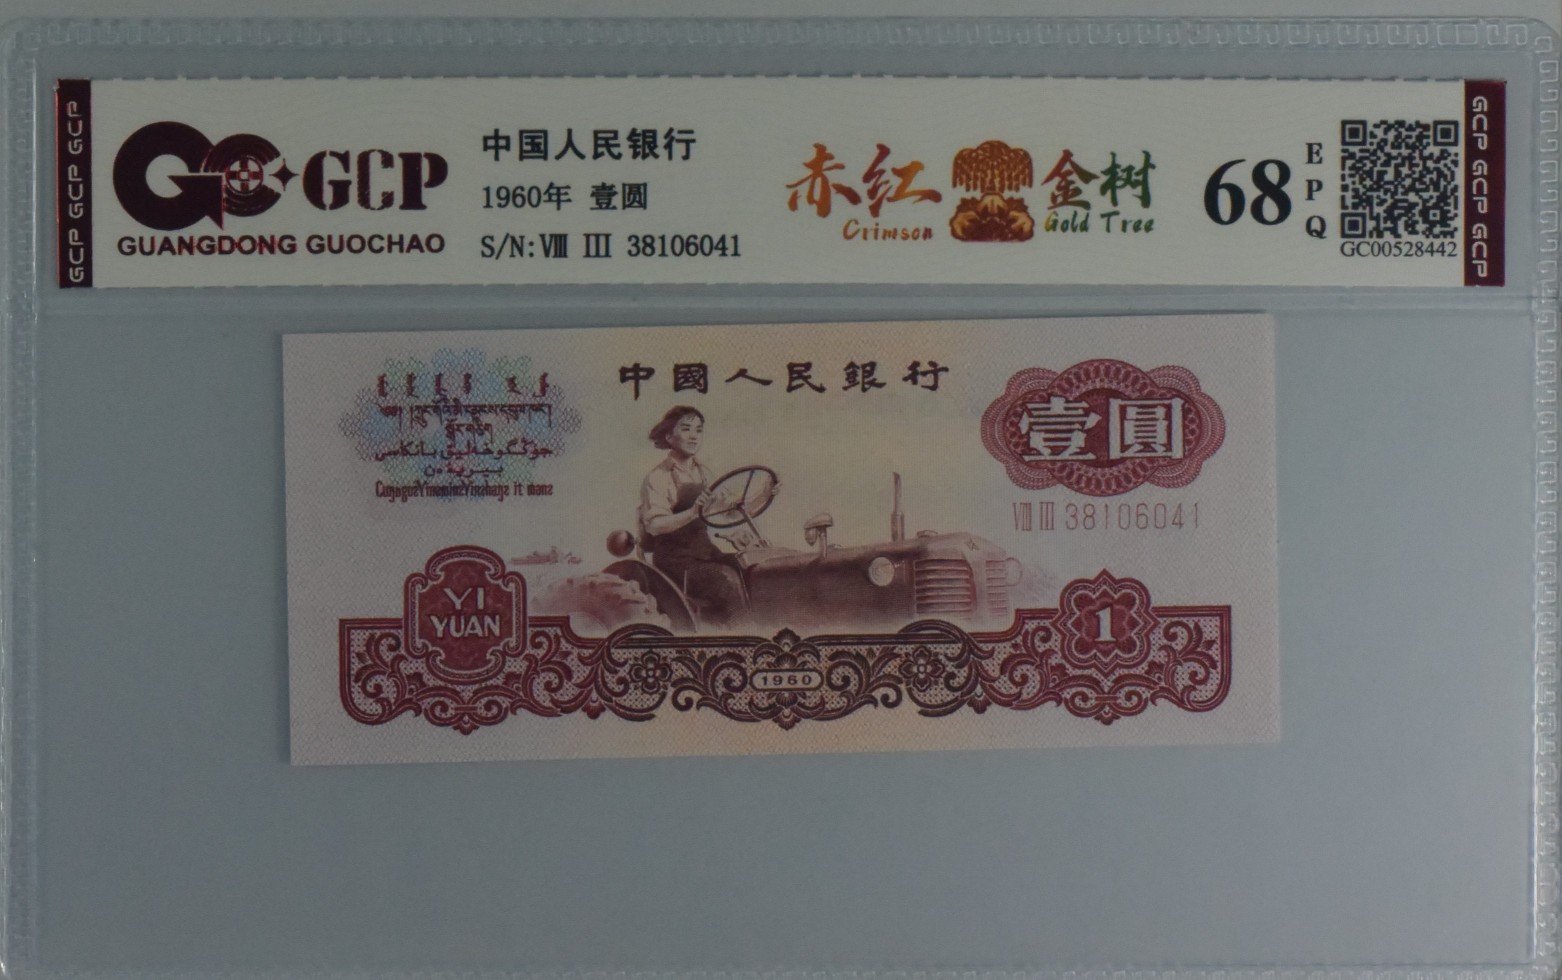 GCP GCP GCP
GCP
GUANGDONG GUOCHAO
中国人民银行
1960年 壹圆
S/N:Ⅷ Ⅲ 38106041
赤红 金树
Crimson Gold Tree
68
EPQ
GC00528442
GCP GCP GCP
中國人民銀行
壹圓
Ⅷ Ⅲ 38106041
YI
YUAN
1960
1